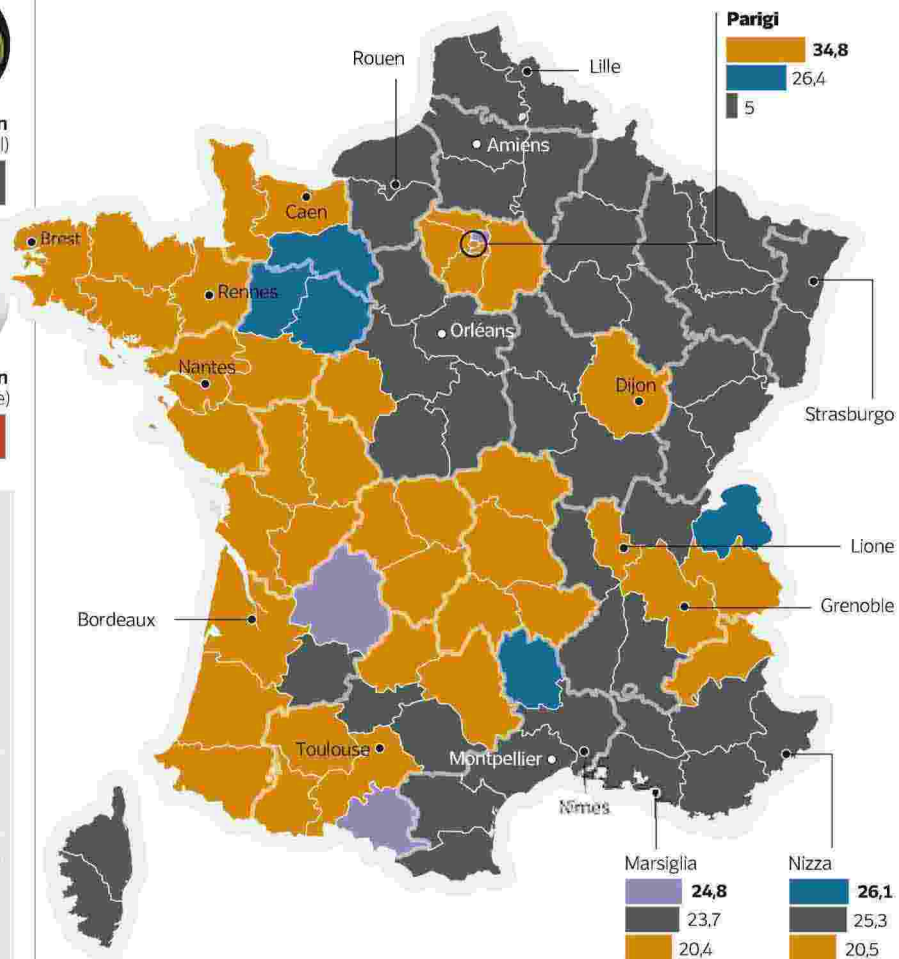 Parigi
34,8
26,4
5
Rouen
Lille
Amiens
Caen
Brest
Rennes
Orléans
Nantes
Dijon
Strasburgo
Lione
Grenoble
Bordeaux
Toulouse
Montpellier
Nîmes
Marsiglia
24,8
23,7
20,4
Nizza
26,1
25,3
20,5
n
l)
n
e)